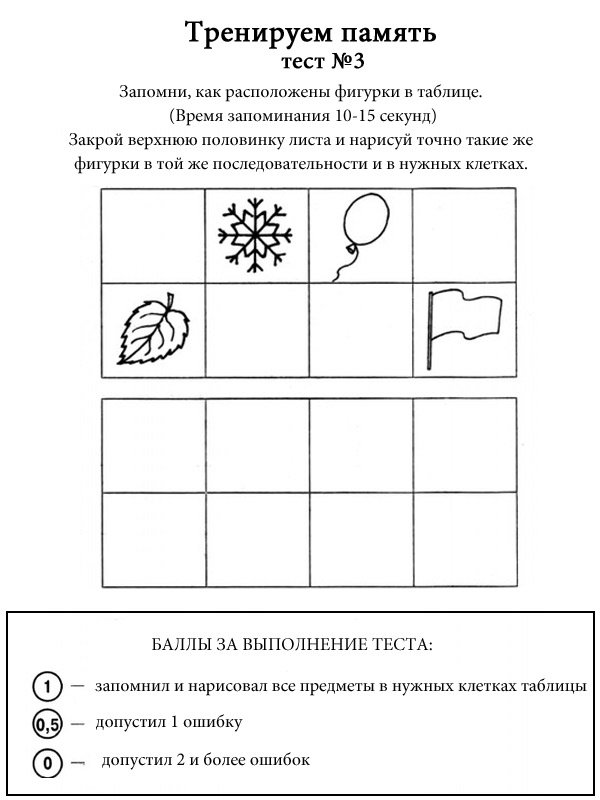 Тренируем память
тест №3
Запомни, как расположены фигурки в таблице.
(Время запоминания 10-15 секунд)
Закрой верхнюю половинку листа и нарисуй точно такие же
фигурки в той же последовательности и в нужных клетках.
БАЛЛЫ ЗА ВЫПОЛНЕНИЕ ТЕСТА:
1 — запомнил и нарисовал все предметы в нужных клетках таблицы
0,5 — допустил 1 ошибку
0 — допустил 2 и более ошибок